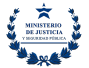 MINISTERIO
DE JUSTICIA
Y SEGURIDAD PÚBLICA